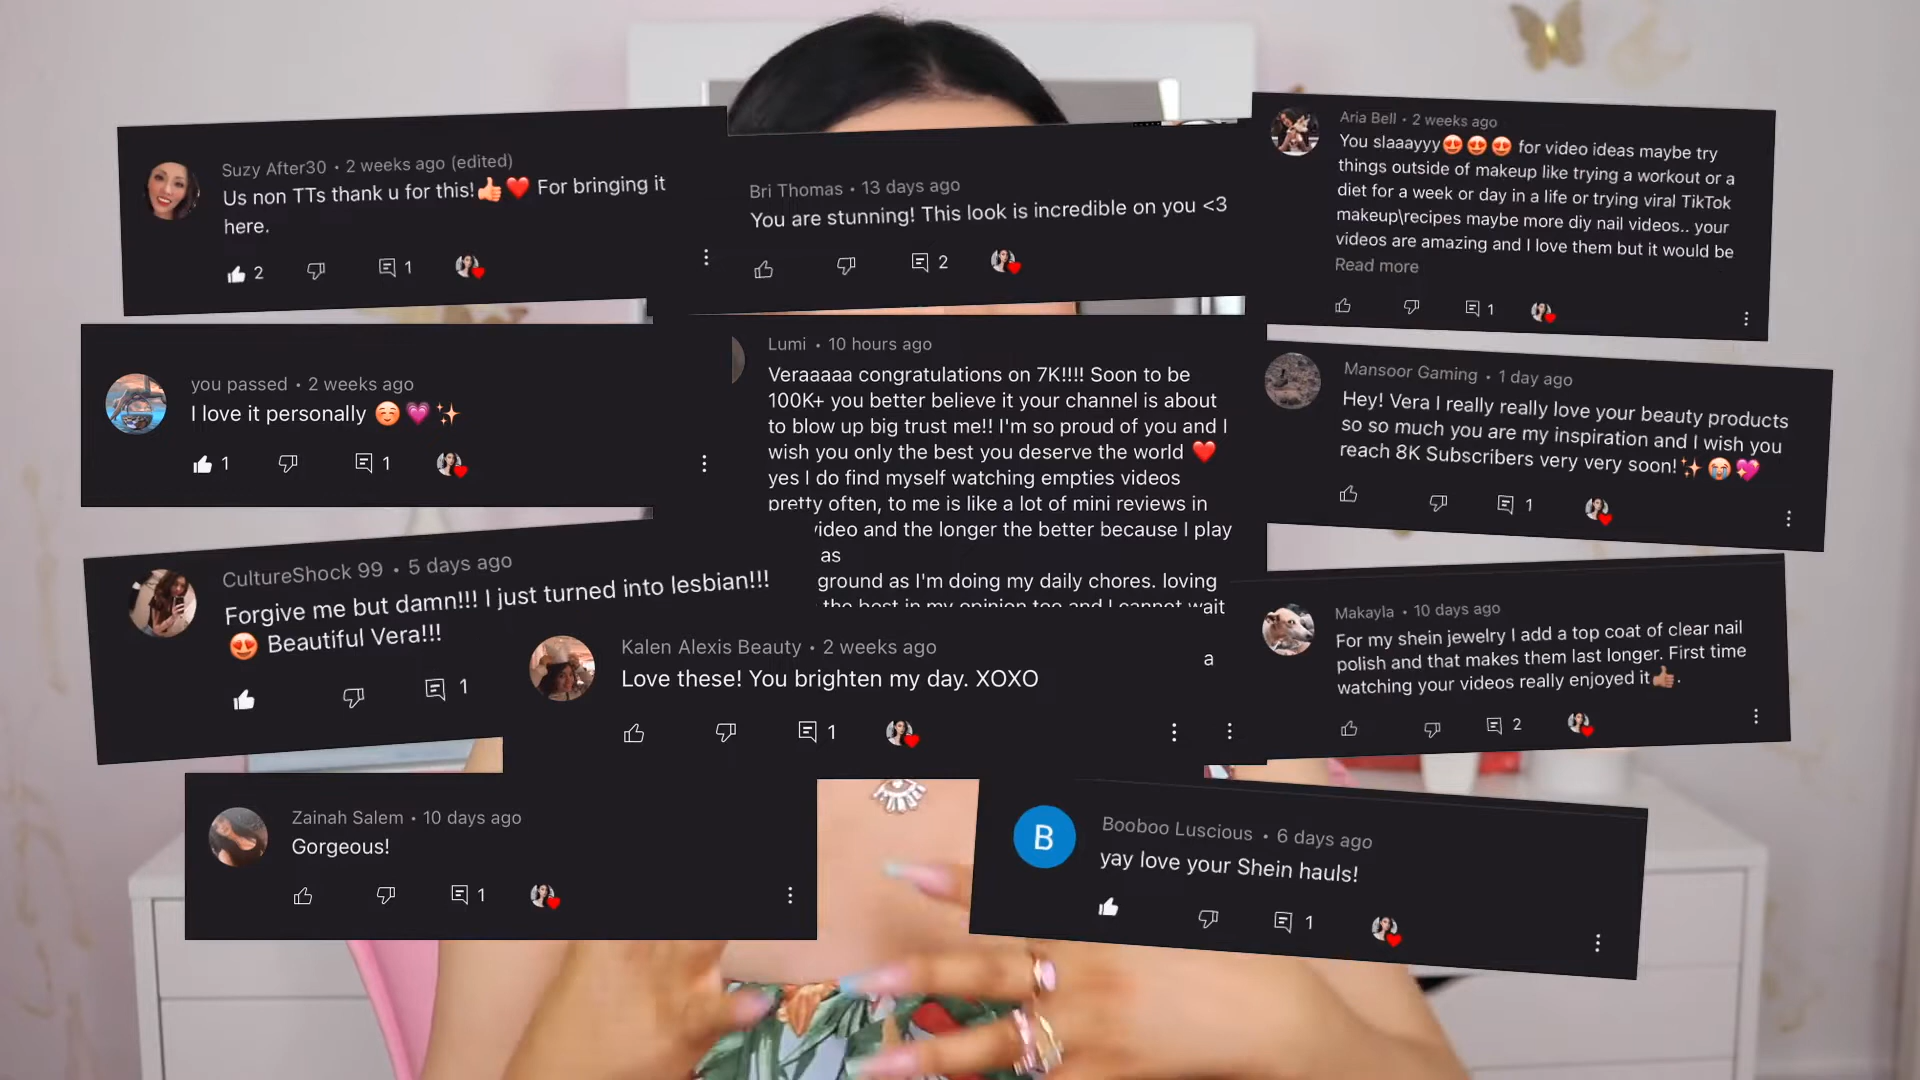 Suzy After30 • 2 weeks ago (edited)
Us non TTs thank u for this!👍❤️ For bringing it
here.
2
1
Bri Thomas • 13 days ago
You are stunning! This look is incredible on you <3
2
Aria Bell • 2 weeks ago
You slaaayyy😍😍😍 for video ideas maybe try
things outside of makeup like trying a workout or a
diet for a week or day in a life or trying viral TikTok
makeup\recipes maybe more diy nail videos.. your
videos are amazing and I love them but it would be
Read more
1
you passed • 2 weeks ago
I love it personally ☺️💗✨
1
1
Lumi • 10 hours ago
Veraaaaa congratulations on 7K!!!! Soon to be
100K+ you better believe it your channel is about
to blow up big trust me!! I'm so proud of you and I
wish you only the best you deserve the world ❤️
yes I do find myself watching empties videos
pretty often, to me is like a lot of mini reviews in
video and the longer the better because I play
as
ground as I'm doing my daily chores. loving
the best in my opinion too and I cannot wait
a
Mansoor Gaming • 1 day ago
Hey! Vera I really really love your beauty products
so so much you are my inspiration and I wish you
reach 8K Subscribers very very soon!✨😭💖
1
CultureShock 99 • 5 days ago
Forgive me but damn!!! I just turned into lesbian!!!
😍 Beautiful Vera!!!
1
Kalen Alexis Beauty • 2 weeks ago
Love these! You brighten my day. XOXO
1
Makayla • 10 days ago
For my shein jewelry I add a top coat of clear nail
polish and that makes them last longer. First time
watching your videos really enjoyed it👍🏽.
2
Zainah Salem • 10 days ago
Gorgeous!
1
B
Booboo Luscious • 6 days ago
yay love your Shein hauls!
1